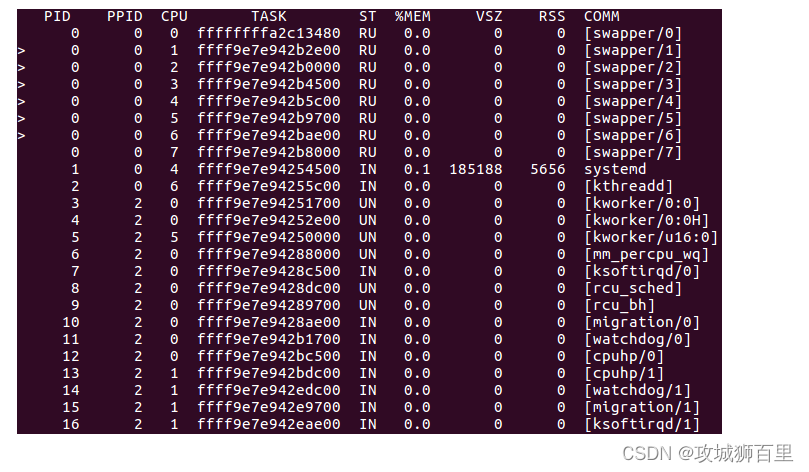 PID    PPID  CPU       TASK        ST  %MEM     VSZ    RSS  COMM
      0      0   0  ffffffffa2c13480  RU   0.0       0      0  [swapper/0]
>     0      0   1  ffff9e7e942b2e00  RU   0.0       0      0  [swapper/1]
>     0      0   2  ffff9e7e942b0000  RU   0.0       0      0  [swapper/2]
>     0      0   3  ffff9e7e942b4500  RU   0.0       0      0  [swapper/3]
>     0      0   4  ffff9e7e942b5c00  RU   0.0       0      0  [swapper/4]
>     0      0   5  ffff9e7e942b9700  RU   0.0       0      0  [swapper/5]
>     0      0   6  ffff9e7e942bae00  RU   0.0       0      0  [swapper/6]
      0      0   7  ffff9e7e942b8000  RU   0.0       0      0  [swapper/7]
      1      0   4  ffff9e7e94254500  IN   0.1  185188   5656  systemd
      2      0   6  ffff9e7e94255c00  IN   0.0       0      0  [kthreadd]
      3      2   0  ffff9e7e94251700  UN   0.0       0      0  [kworker/0:0]
      4      2   0  ffff9e7e94252e00  UN   0.0       0      0  [kworker/0:0H]
      5      2   5  ffff9e7e94250000  UN   0.0       0      0  [kworker/u16:0]
      6      2   0  ffff9e7e94288000  UN   0.0       0      0  [mm_percpu_wq]
      7      2   0  ffff9e7e9428c500  IN   0.0       0      0  [ksoftirqd/0]
      8      2   0  ffff9e7e9428dc00  UN   0.0       0      0  [rcu_sched]
      9      2   0  ffff9e7e94289700  UN   0.0       0      0  [rcu_bh]
     10      2   0  ffff9e7e9428ae00  IN   0.0       0      0  [migration/0]
     11      2   0  ffff9e7e942b1700  IN   0.0       0      0  [watchdog/0]
     12      2   0  ffff9e7e942bc500  IN   0.0       0      0  [cpuhp/0]
     13      2   1  ffff9e7e942bdc00  IN   0.0       0      0  [cpuhp/1]
     14      2   1  ffff9e7e942edc00  IN   0.0       0      0  [watchdog/1]
     15      2   1  ffff9e7e942e9700  IN   0.0       0      0  [migration/1]
     16      2   1  ffff9e7e942eae00  IN   0.0       0      0  [ksoftirqd/1]
CSDN @攻城狮百里